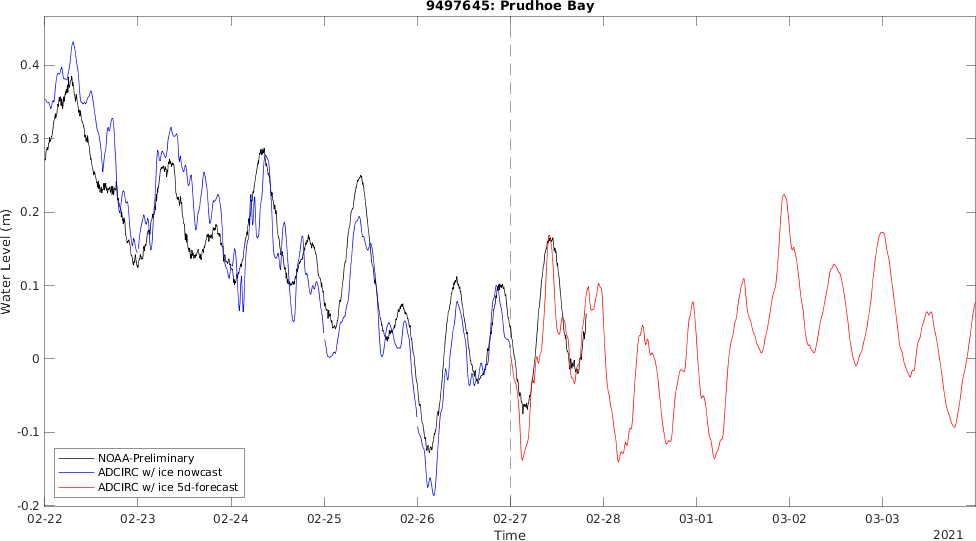 9497645: Prudhoe Bay
Water Level (m)
0.4
0.3
0.2
0.1
0
-0.1
-0.2
NOAA-Preliminary
ADCIRC w/ ice nowcast
ADCIRC w/ ice 5d-forecast
02-22 02-23 02-24 02-25 02-26 02-27 02-28 03-01 03-02 03-03
Time
2021